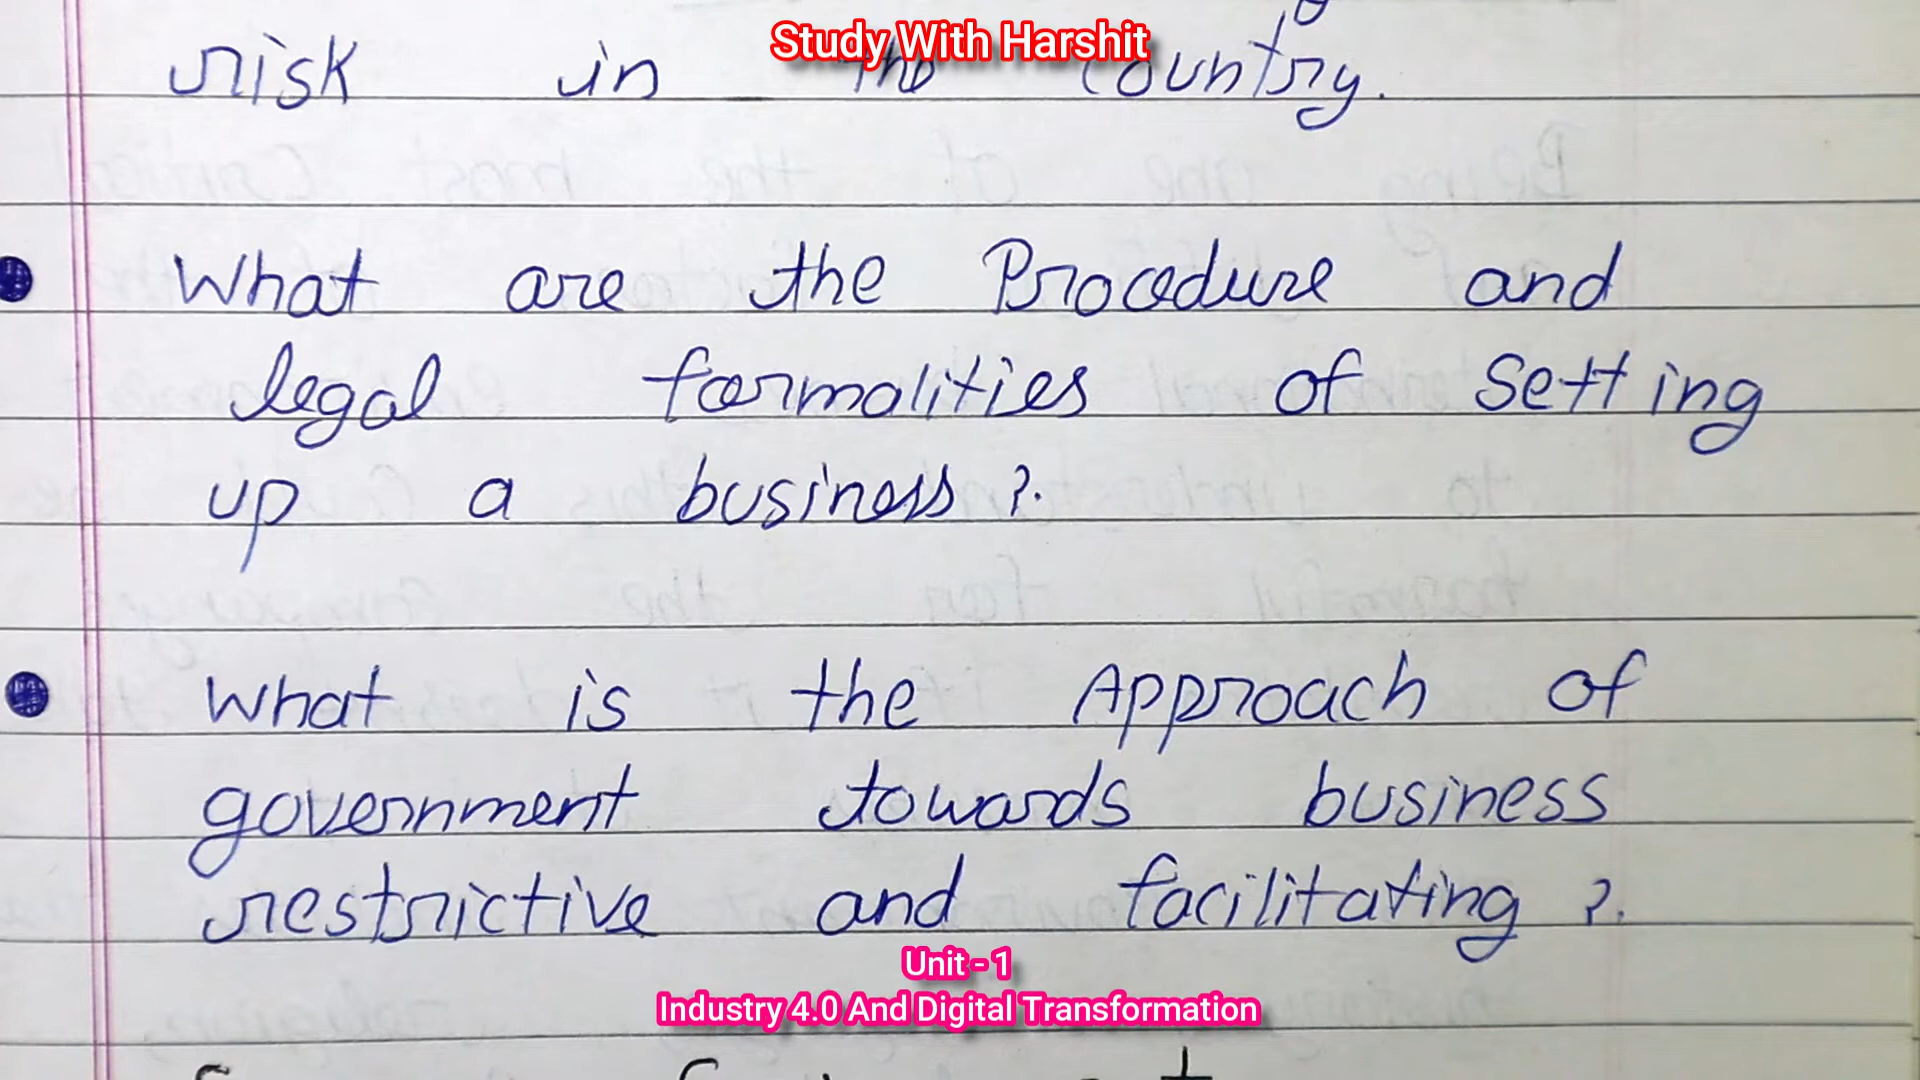 Study With Harshit
risk in the country.
What are the Procedure and
legal formalities of Setting
up a business?.
What is the Approach of
government towards business
restrictive and facilitating?.
Unit - 1
Industry 4.0 And Digital Transformation